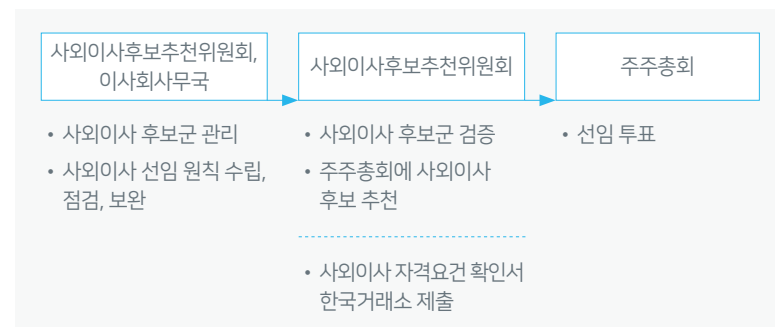 사외이사후보추천위원회,
이사회사무국
• 사외이사 후보군 관리
• 사외이사 선임 원칙 수립,
점검, 보완
사외이사후보추천위원회
• 사외이사 후보군 검증
• 주주총회에 사외이사
후보 추천
• 사외이사 자격요건 확인서
한국거래소 제출
주주총회
• 선임 투표